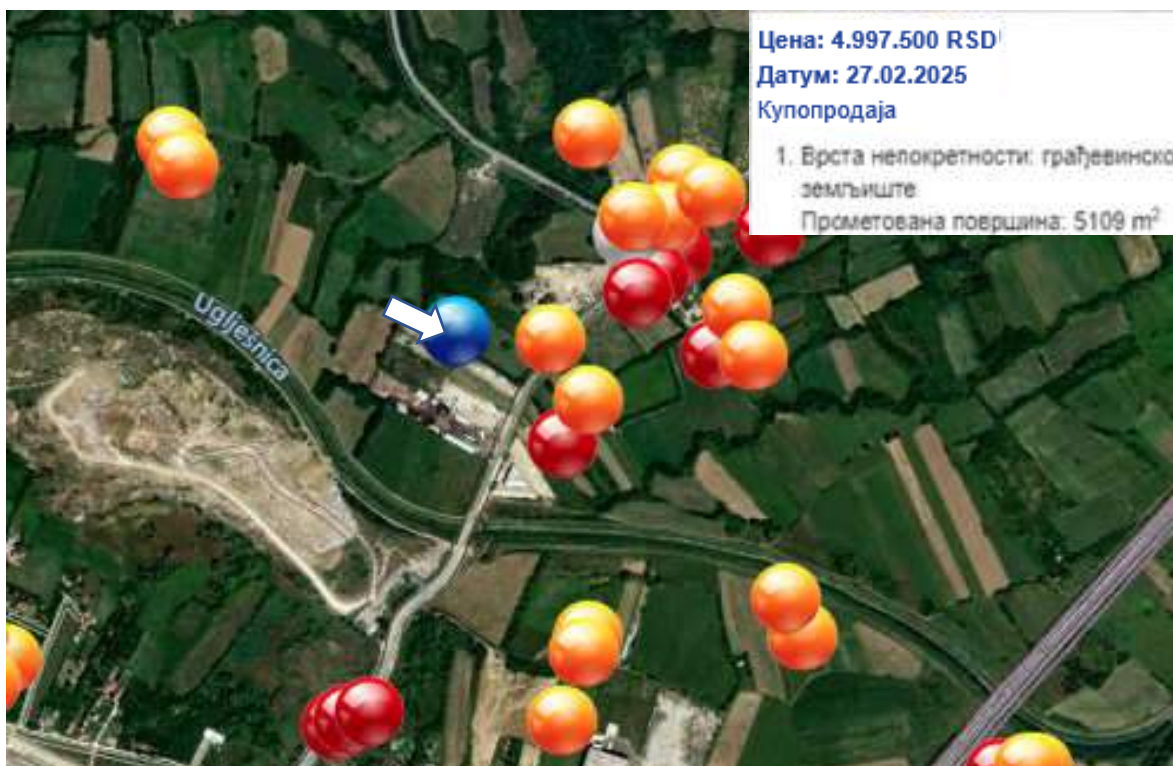 Цена: 4.997.500 RSD
Датум: 27.02.2025
Купопродаја
1. Врста непокретности: грађевинско
земљиште
Прометована површина: 5109 m²
Ugljesnica